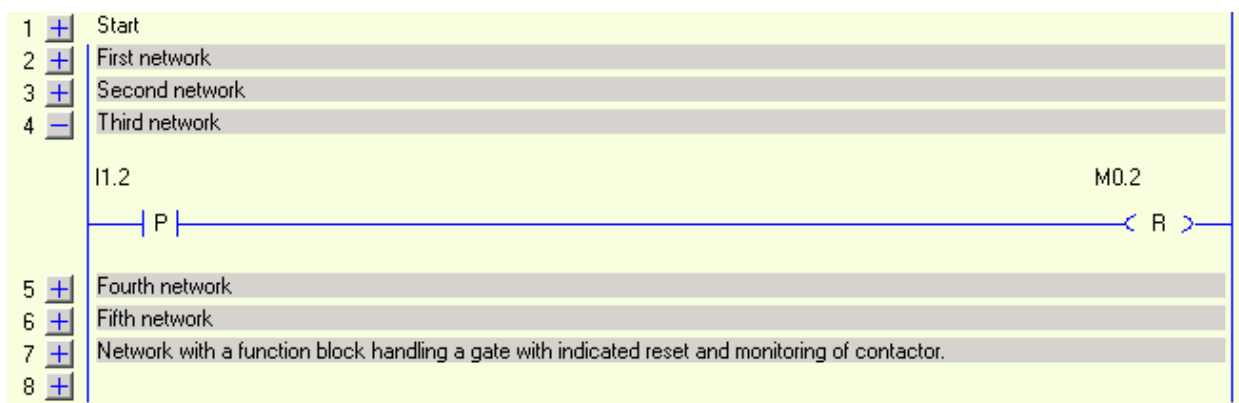 1 + Start
2 + First network
3 + Second network
4 − Third network
I1.2 M0.2
P R
5 + Fourth network
6 + Fifth network
7 + Network with a function block handling a gate with indicated reset and monitoring of contactor.
8 +